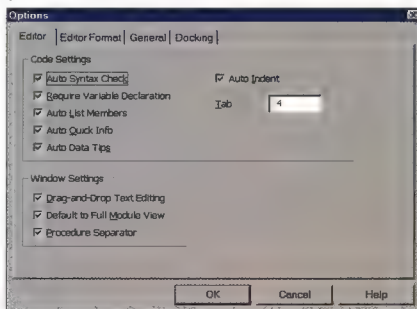 Options
Editor
Editor Format
General
Docking
Code Settings
Auto Syntax Check
Require Variable Declaration
Auto List Members
Auto Quick Info
Auto Data Tips
Auto Indent
Tab 4
Window Settings
Drag-and-Drop Text Editing
Default to Full Module View
Procedure Separator
OK Cancel Help